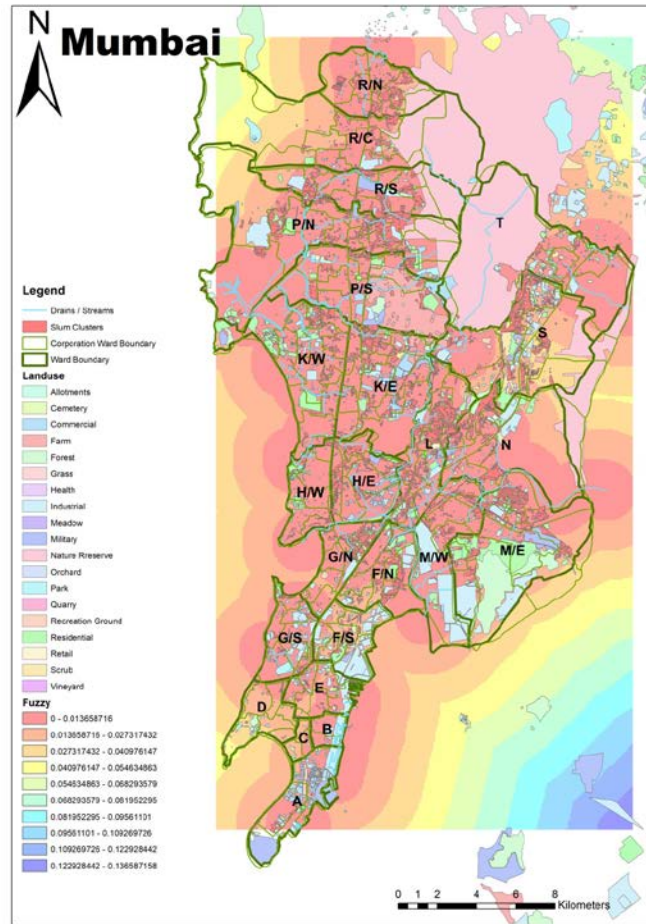 N
Mumbai
R/N
R/C
R/S
P/N
T
P/S
S
K/W
K/E
L
N
H/W
H/E
G/N
M/W
M/E
F/N
G/S
F/S
E
D
B
C
A
Legend
Drains / Streams
Slum Clusters
Corporation Ward Boundary
Ward Boundary
Landuse
Allotments
Cemetery
Commercial
Farm
Forest
Grass
Health
Industrial
Meadow
Military
Nature Rreserve
Orchard
Park
Quarry
Recreation Ground
Residential
Retail
Scrub
Vineyard
Fuzzy
0 - 0.013658716
0.013658716 - 0.027317432
0.027317432 - 0.040976147
0.040976147 - 0.054634863
0.054634863 - 0.068293579
0.068293579 - 0.081952295
0.081952295 - 0.09561101
0.09561101 - 0.109269726
0.109269726 - 0.122928442
0.122928442 - 0.136587158
0 1 2 4 6 8
Kilometers